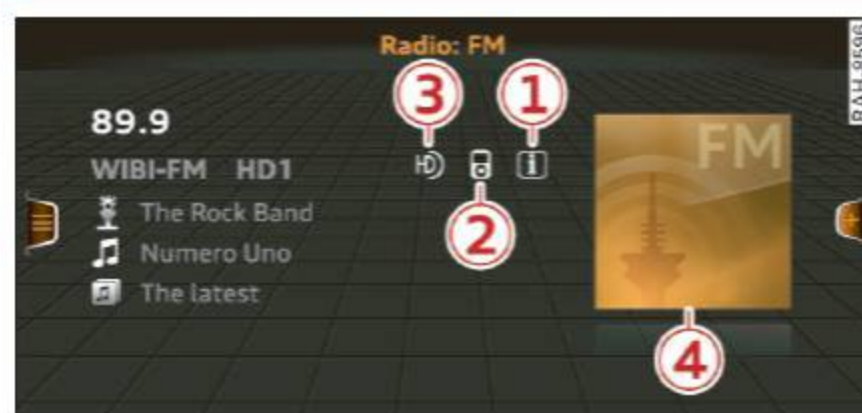 Radio: FM
3
1
89.9
WIBI-FM HD1
HD
i
FM
The Rock Band
2
Numero Uno
The latest
4